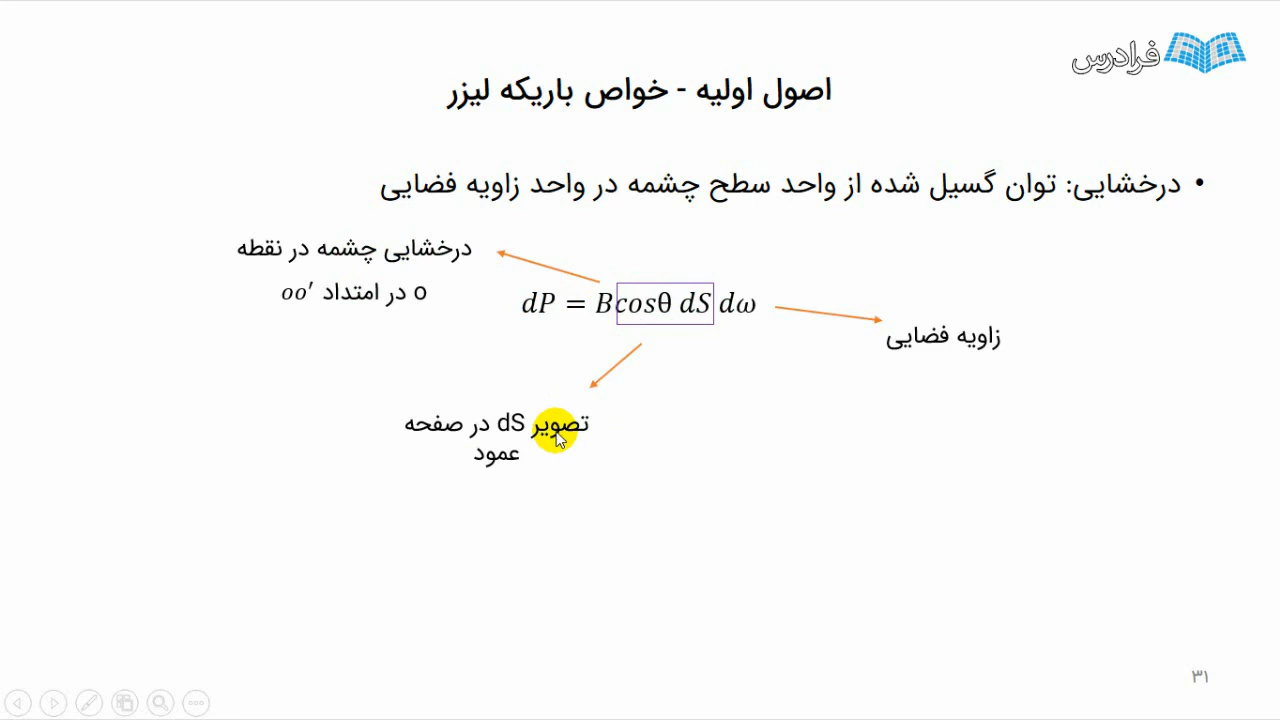 فرادرس
اصول اولیه - خواص باریکه لیزر
• درخشایی: توان گسیل شده از واحد سطح چشمه در واحد زاویه فضایی
درخشایی چشمه در نقطه
o در امتداد oo′
dP = Bcosθ dS dω
زاویه فضایی
تصویر dS در صفحه
عمود
۳۱